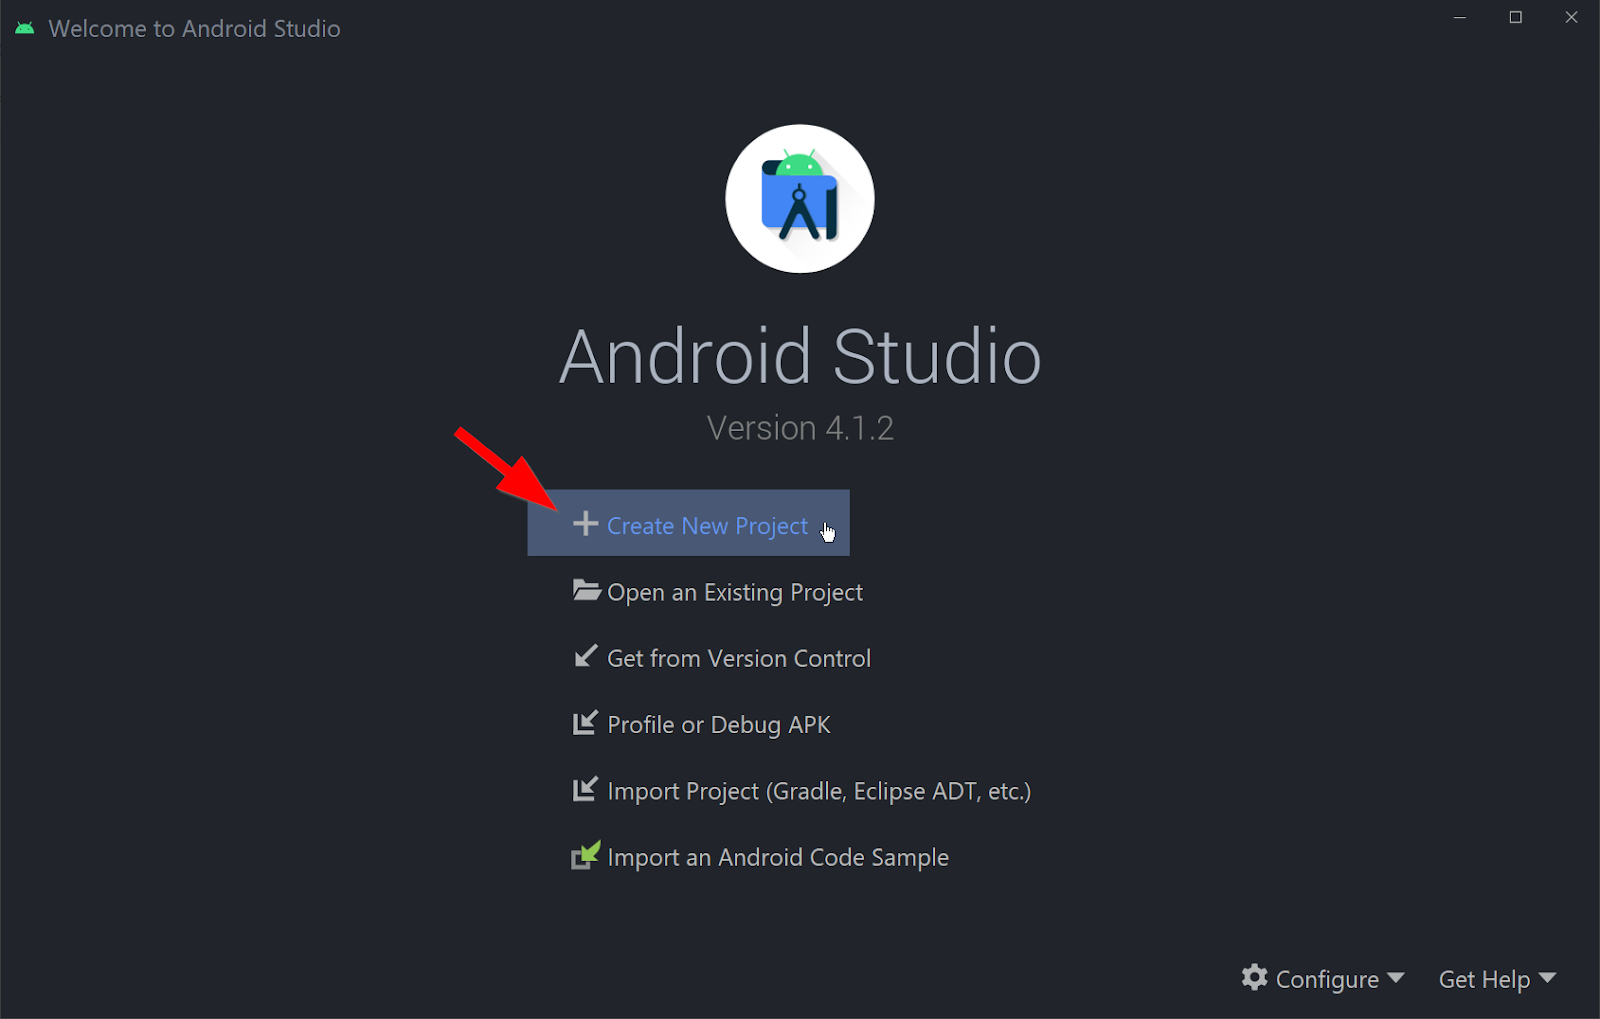 Welcome to Android Studio
Android Studio
Version 4.1.2
Create New Project
Open an Existing Project
Get from Version Control
Profile or Debug APK
Import Project (Gradle, Eclipse ADT, etc.)
Import an Android Code Sample
Configure Get Help